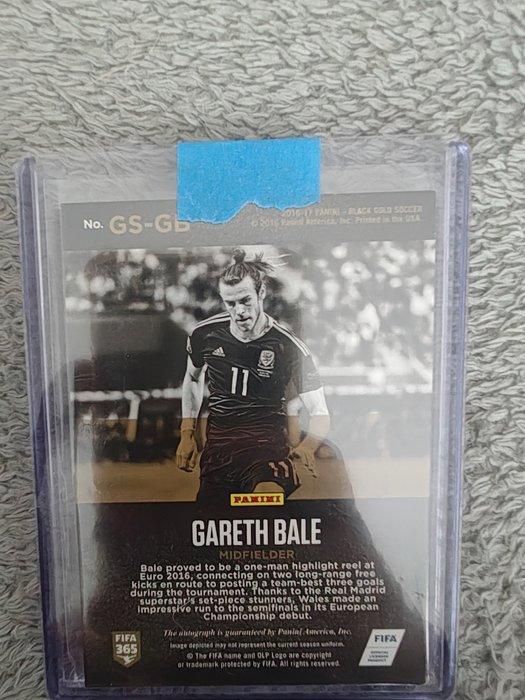 No. GS-GB
2016-17 PANINI - BLACK GOLD SOCCER
© 2016 Panini America, Inc. Printed in the USA.
11
11
PANINI
GARETH BALE
MIDFIELDER
Bale proved to be a one-man highlight reel at
Euro 2016, connecting on two long-range free
kicks en route to posting a team-best three goals
during the tournament. Thanks to the Real Madrid
superstar's set-piece stunners, Wales made an
impressive run to the semifinals in its European
Championship debut.
The autograph is guaranteed by Panini America, Inc.
Image depicted may not represent the current season uniform.
© The FIFA name and OLP Logo are copyright
or trademark protected by FIFA. All rights reserved.
FIFA
365
FIFA
OFFICIAL
LICENSED
PRODUCT